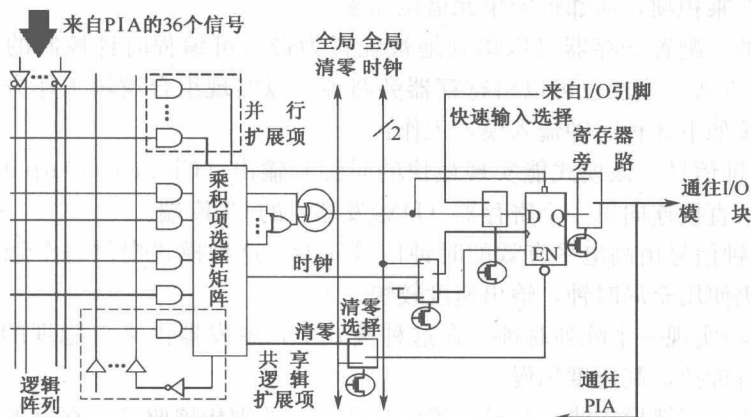 来自PIA的36个信号
全局 全局
清零 时钟
来自I/O引脚
快速输入选择
寄存器
旁 路
并 行
扩展项
2
通往I/O
模 块
乘积项选择矩阵
D Q
EN
时钟
清零
清零
选择
共 享
逻 辑
扩展项
逻辑
阵列
通往
PIA